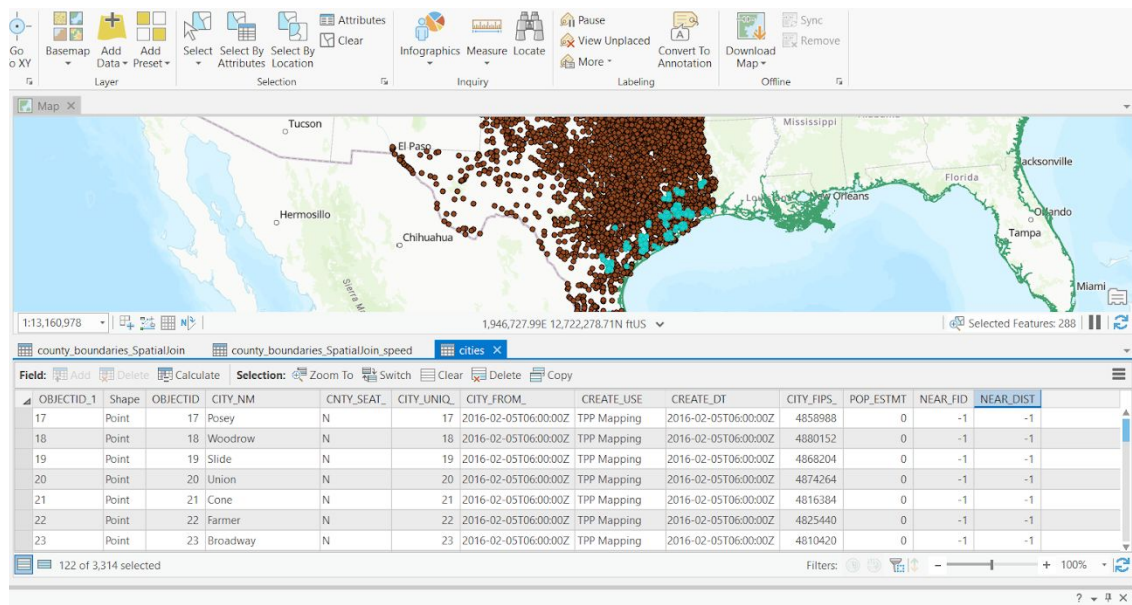 Go
o XY
Basemap
Add
Data
Add
Preset
Layer
Select
Select By
Attributes
Select By
Location
Attributes
Clear
Selection
Infographics
Measure
Locate
Inquiry
Pause
View Unplaced
More
Convert To
Annotation
Labeling
Download
Map
Sync
Remove
Offline
Map
Tucson
Mississippi
El Paso
Jacksonville
Florida
New Orleans
Hermosillo
Orlando
Chihuahua
Tampa
Sierra
Miami
1:13,160,978
1,946,727.99E 12,722,278.71N ftUS
Selected Features: 288
county_boundaries_SpatialJoin
county_boundaries_SpatialJoin_speed
cities
Field: Add Delete Calculate Selection: Zoom To Switch Clear Delete Copy
OBJECTID_1 Shape OBJECTID CITY_NM CNTY_SEAT_ CITY_UNIQ_ CITY_FROM_ CREATE_USE CREATE_DT CITY_FIPS_ POP_ESTMT NEAR_FID NEAR_DIST
17 Point 17 Posey N 17 2016-02-05T06:00:00Z TPP Mapping 2016-02-05T06:00:00Z 4858988 0 -1 -1
18 Point 18 Woodrow N 18 2016-02-05T06:00:00Z TPP Mapping 2016-02-05T06:00:00Z 4880152 0 -1 -1
19 Point 19 Slide N 19 2016-02-05T06:00:00Z TPP Mapping 2016-02-05T06:00:00Z 4868204 0 -1 -1
20 Point 20 Union N 20 2016-02-05T06:00:00Z TPP Mapping 2016-02-05T06:00:00Z 4874264 0 -1 -1
21 Point 21 Cone N 21 2016-02-05T06:00:00Z TPP Mapping 2016-02-05T06:00:00Z 4816384 0 -1 -1
22 Point 22 Farmer N 22 2016-02-05T06:00:00Z TPP Mapping 2016-02-05T06:00:00Z 4825440 0 -1 -1
23 Point 23 Broadway N 23 2016-02-05T06:00:00Z TPP Mapping 2016-02-05T06:00:00Z 4810420 0 -1 -1
122 of 3,314 selected
Filters:
- + 100%
?